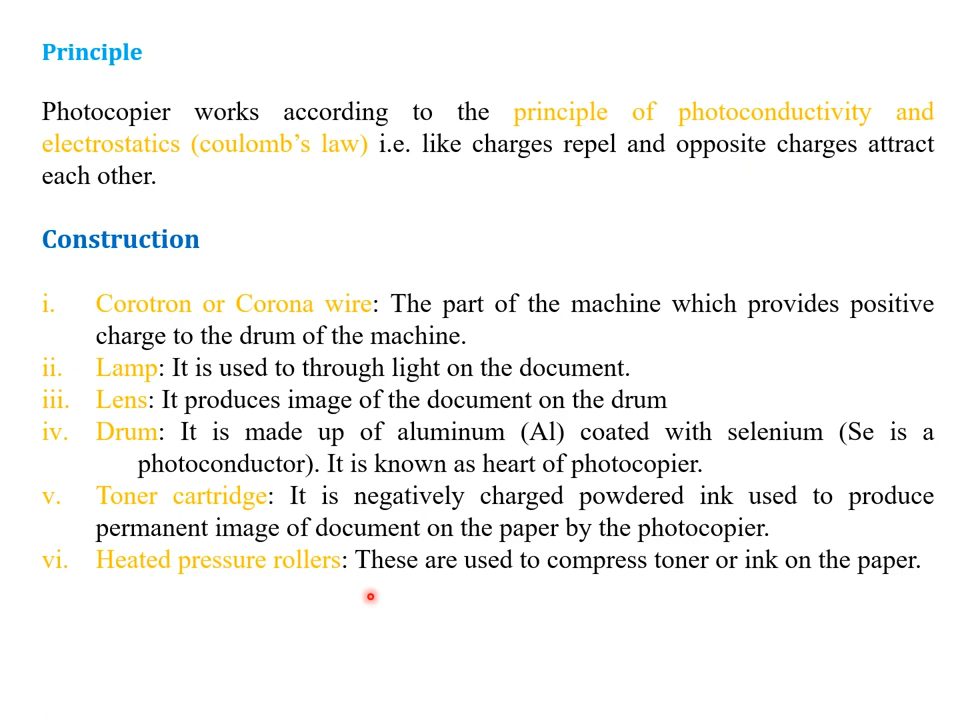 Principle
Photocopier works according to the principle of photoconductivity and
electrostatics (coulomb's law) i.e. like charges repel and opposite charges attract
each other.
Construction
i. Corotron or Corona wire: The part of the machine which provides positive
charge to the drum of the machine.
ii. Lamp: It is used to through light on the document.
iii. Lens: It produces image of the document on the drum
iv. Drum: It is made up of aluminum (Al) coated with selenium (Se is a
photoconductor). It is known as heart of photocopier.
v. Toner cartridge: It is negatively charged powdered ink used to produce
permanent image of document on the paper by the photocopier.
vi. Heated pressure rollers: These are used to compress toner or ink on the paper.